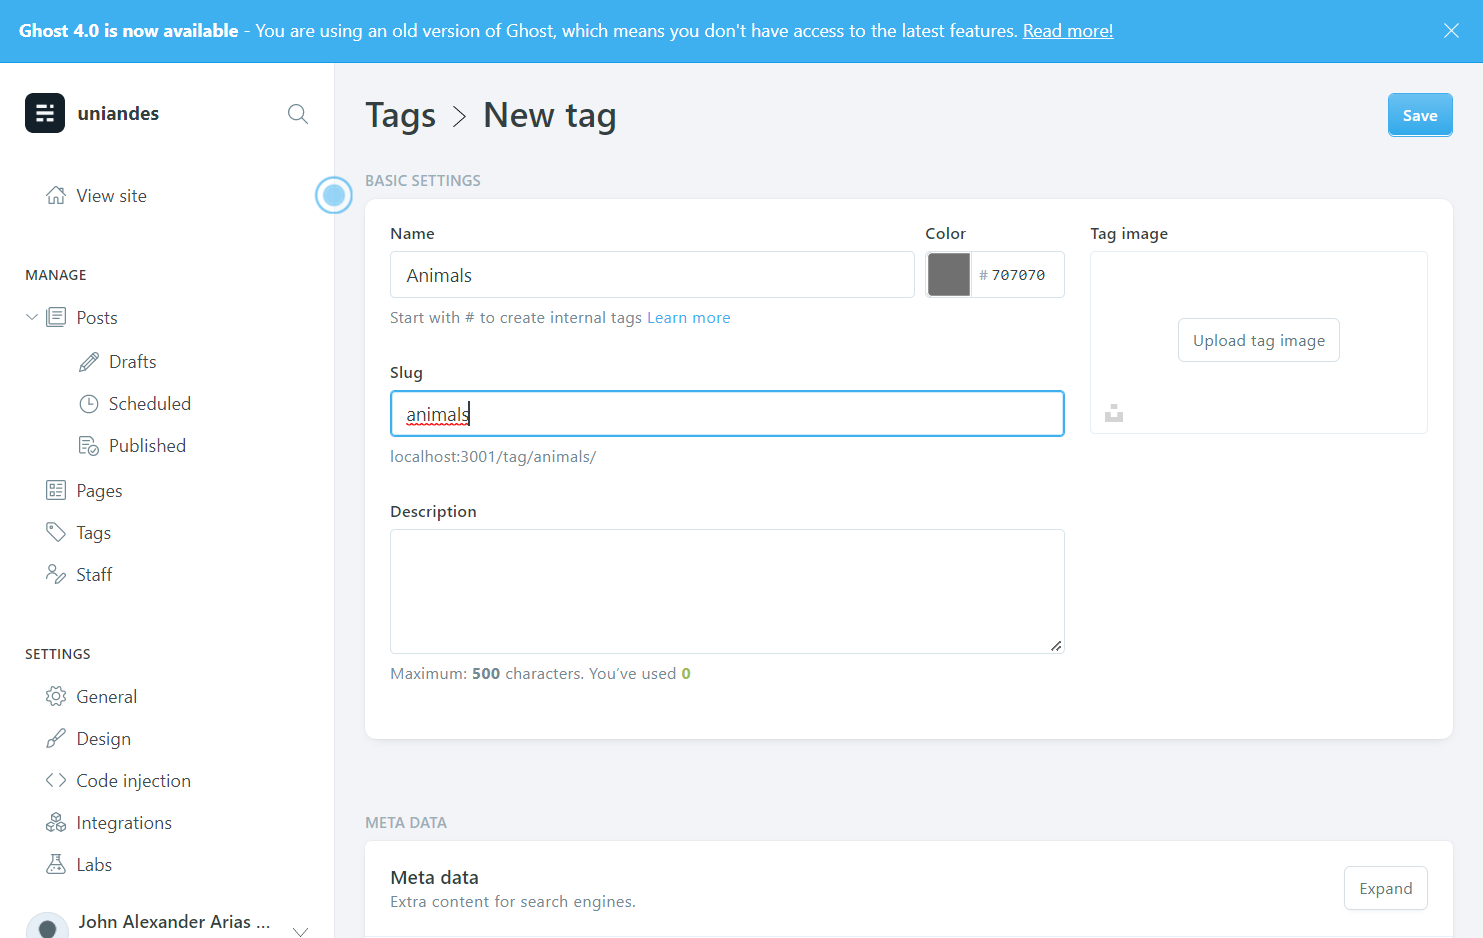 Ghost 4.0 is now available - You are using an old version of Ghost, which means you don't have access to the latest features. Read more!
uniandes
View site
MANAGE
Posts
Drafts
Scheduled
Published
Pages
Tags
Staff
SETTINGS
General
Design
Code injection
Integrations
Labs
John Alexander Arias ...
Tags > New tag
Save
BASIC SETTINGS
Name
Animals
Start with # to create internal tags Learn more
Color
# 707070
Tag image
Upload tag image
Slug
animals
localhost:3001/tag/animals/
Description
Maximum: 500 characters. You’ve used 0
META DATA
Meta data
Extra content for search engines.
Expand